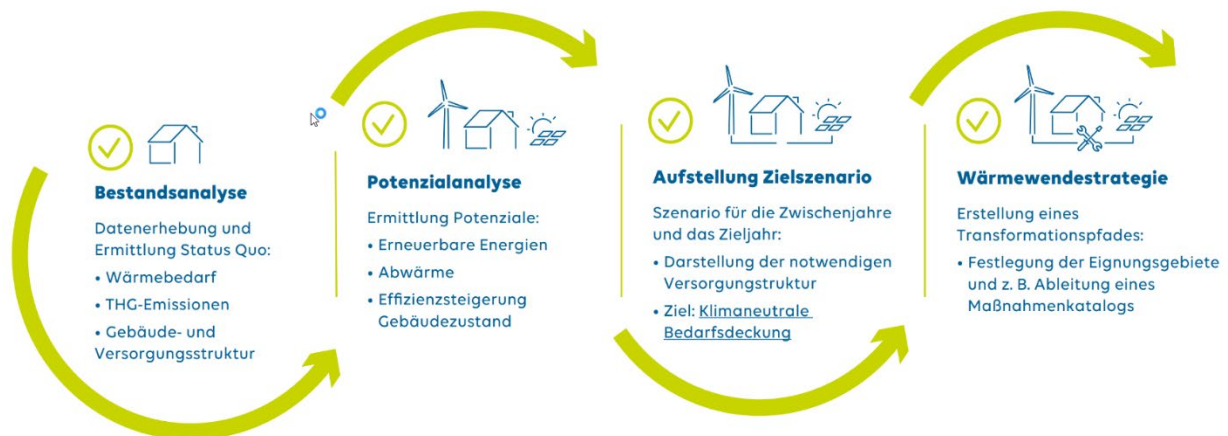 Bestandsanalyse
Datenerhebung und
Ermittlung Status Quo:
• Wärmebedarf
• THG-Emissionen
• Gebäude- und
Versorgungsstruktur
Potenzialanalyse
Ermittlung Potenziale:
• Erneuerbare Energien
• Abwärme
• Effizienzsteigerung
Gebäudezustand
Aufstellung Zielszenario
Szenario für die Zwischenjahre
und das Zieljahr:
• Darstellung der notwendigen
Versorgungstruktur
• Ziel: Klimaneutrale
Bedarfsdeckung
Wärmewendestrategie
Erstellung eines
Transformationspfades:
• Festlegung der Eignungsgebiete
und z. B. Ableitung eines
Maßnahmenkatalogs